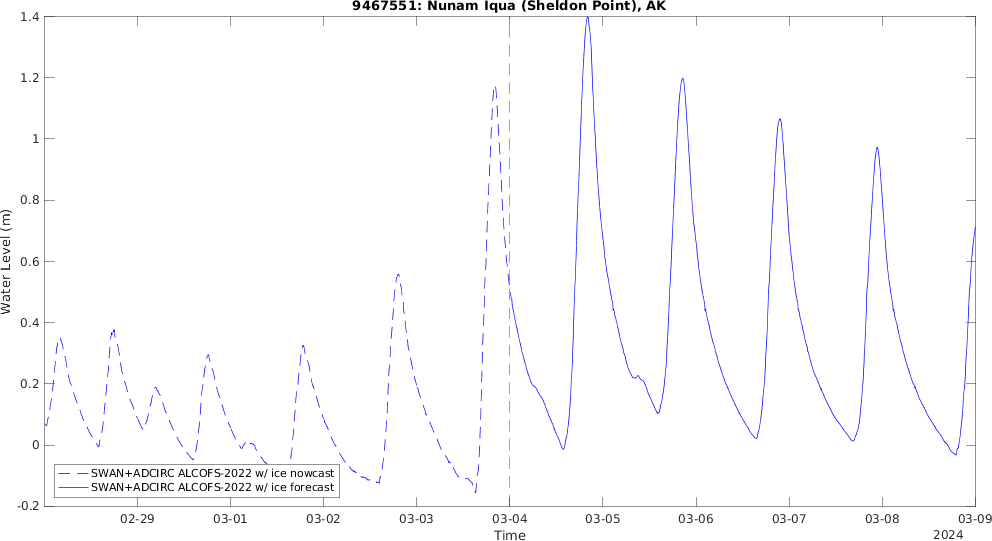 9467551: Nunam Iqua (Sheldon Point), AK
1.4
1.2
1
0.8
0.6
0.4
0.2
0
-0.2
Water Level (m)
SWAN+ADCIRC ALCOFS-2022 w/ ice nowcast
SWAN+ADCIRC ALCOFS-2022 w/ ice forecast
02-29 03-01 03-02 03-03 03-04 03-05 03-06 03-07 03-08 03-09
Time 2024